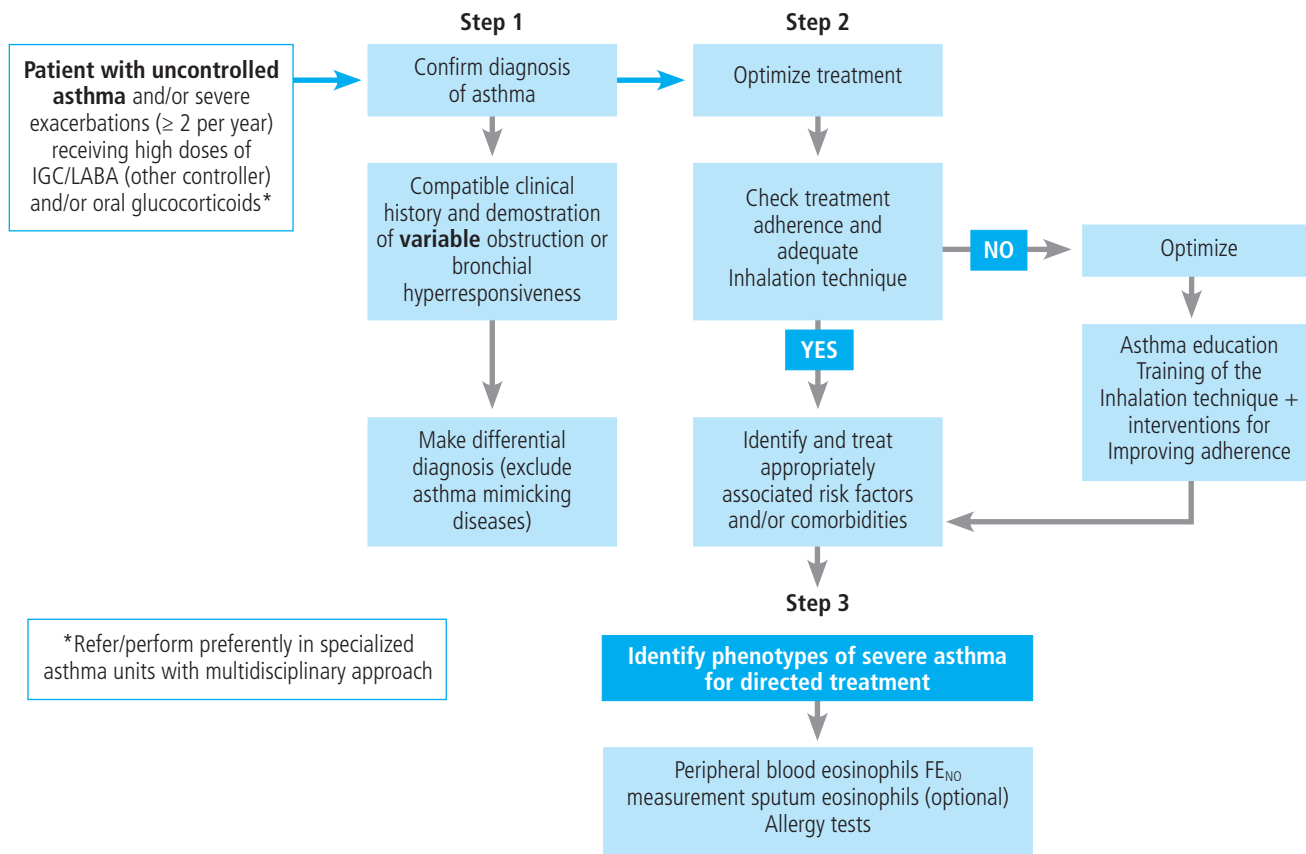 Step 1
Step 2
Patient with uncontrolled
asthma and/or severe
exacerbations (≥ 2 per year)
receiving high doses of
IGC/LABA (other controller)
and/or oral glucocorticoids*
Confirm diagnosis
of asthma
Optimize treatment
Compatible clinical
history and demostration
of variable obstruction or
bronchial
hyperresponsiveness
Check treatment
adherence and
adequate
Inhalation technique
NO
Optimize
YES
Asthma education
Training of the
Inhalation technique +
interventions for
Improving adherence
Make differential
diagnosis (exclude
asthma mimicking
diseases)
Identify and treat
appropriately
associated risk factors
and/or comorbidities
Step 3
*Refer/perform preferently in specialized
asthma units with multidisciplinary approach
Identify phenotypes of severe asthma
for directed treatment
Peripheral blood eosinophils FENO
measurement sputum eosinophils (optional)
Allergy tests